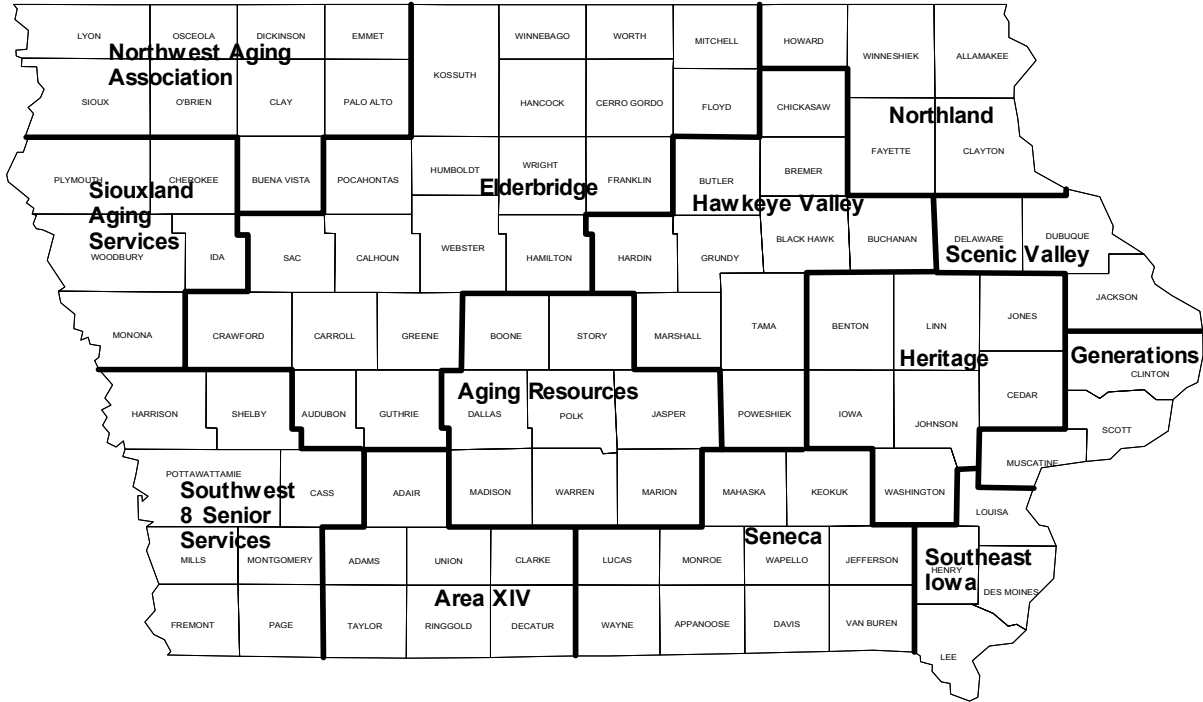 LYON OSCEOLA DICKINSON EMMET WINNEBAGO WORTH MITCHELL HOWARD
Northwest Aging
Association
KOSSUTH WINNESHIEK ALLAMAKEE
SIOUX O'BRIEN CLAY PALO ALTO HANCOCK CERRO GORDO FLOYD CHICKASAW
Northland
FAYETTE CLAYTON
PLYMOUTH CHEROKEE BUENA VISTA POCAHONTAS HUMBOLDT WRIGHT FRANKLIN BUTLER BREMER
Siouxland
Aging
Services
Elderbridge
Hawkeye Valley
WOODBURY IDA SAC CALHOUN WEBSTER HAMILTON HARDIN GRUNDY BLACK HAWK BUCHANAN DELAWARE DUBUQUE
Scenic Valley
JACKSON
MONONA CRAWFORD CARROLL GREENE BOONE STORY MARSHALL TAMA BENTON LINN JONES
Heritage
Generations
CLINTON
Aging Resources
HARRISON SHELBY AUDUBON GUTHRIE DALLAS POLK JASPER POWESHIEK IOWA JOHNSON CEDAR
SCOTT
MUSCATINE
POTTAWATTAMIE CASS ADAIR MADISON WARREN MARION MAHASKA KEOKUK WASHINGTON
Southwest
8 Senior
Services
LOUISA
Seneca
MILLS MONTGOMERY ADAMS UNION CLARKE LUCAS MONROE WAPELLO JEFFERSON HENRY
Southeast
Iowa
DES MOINES
Area XIV
FREMONT PAGE TAYLOR RINGGOLD DECATUR WAYNE APPANOOSE DAVIS VAN BUREN
LEE